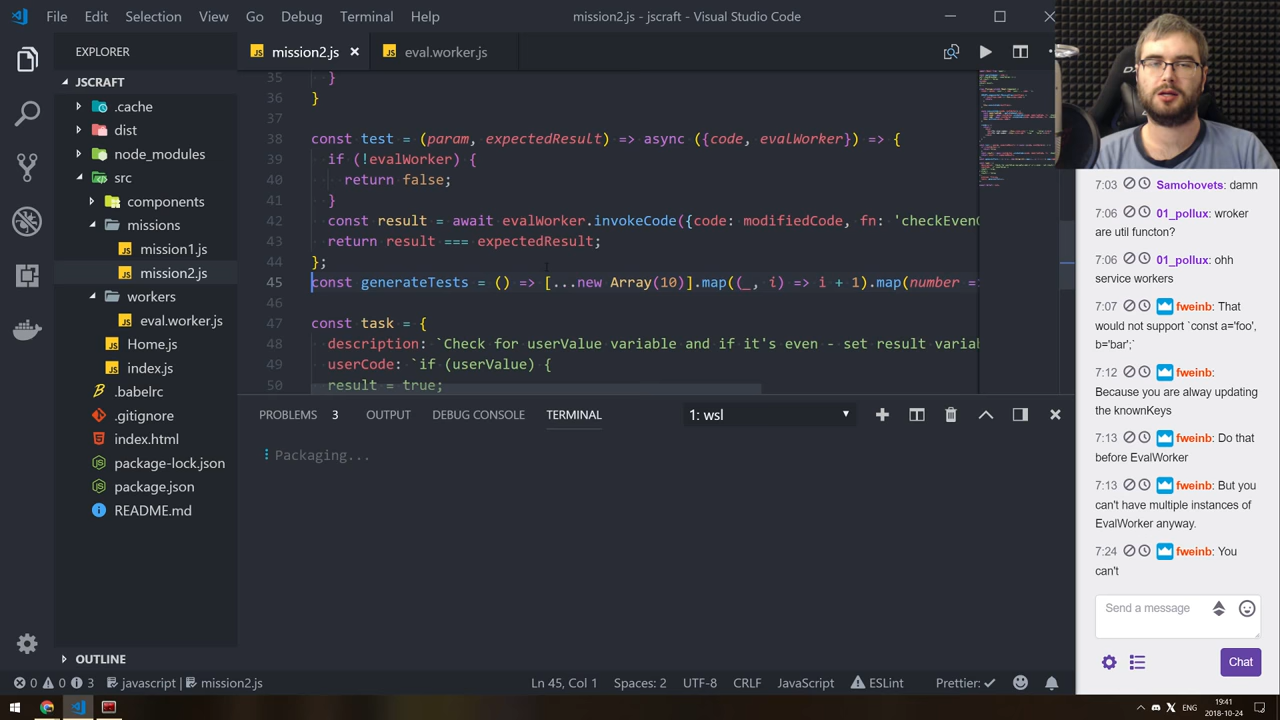 File Edit Selection View Go Debug Terminal Help
mission2.js - jscraft - Visual Studio Code
EXPLORER
JSCRAFT
.cache
dist
node_modules
src
components
missions
mission1.js
mission2.js
workers
eval.worker.js
Home.js
index.js
.babelrc
.gitignore
index.html
package-lock.json
package.json
README.md
OUTLINE
mission2.js
eval.worker.js
35 }
36 }
37
38 const test = (param, expectedResult) => async ({code, evalWorker}) => {
39 if (!evalWorker) {
40 return false;
41 }
42 const result = await evalWorker.invokeCode({code: modifiedCode, fn: 'checkEven
43 return result === expectedResult;
44 };
45 const generateTests = () => [...new Array(10)].map((_, i) => i + 1).map(number =
46
47 const task = {
48 description: `Check for userValue variable and if it's even - set result varia
49 userCode: `if (userValue) {
50 result = true;
PROBLEMS 3 OUTPUT DEBUG CONSOLE TERMINAL 1: wsl
Packaging...
7:03 Samohovets: damn
7:06 01_pollux: wroker
are util functon?
7:06 01_pollux: ohh
service workers
7:07 fweinb: That
would not support `const a='foo',
b='bar';`
7:12 fweinb:
Because you are alway updating
the knownKeys
7:13 fweinb: Do that
before EvalWorker
7:13 fweinb: But you
can't have multiple instances of
EvalWorker anyway.
7:24 fweinb: You
can't
Send a message
Chat
0 0 3 javascript mission2.js Ln 45, Col 1 Spaces: 2 UTF-8 CRLF JavaScript ESLint Prettier:
ENG
19:41
2018-10-24